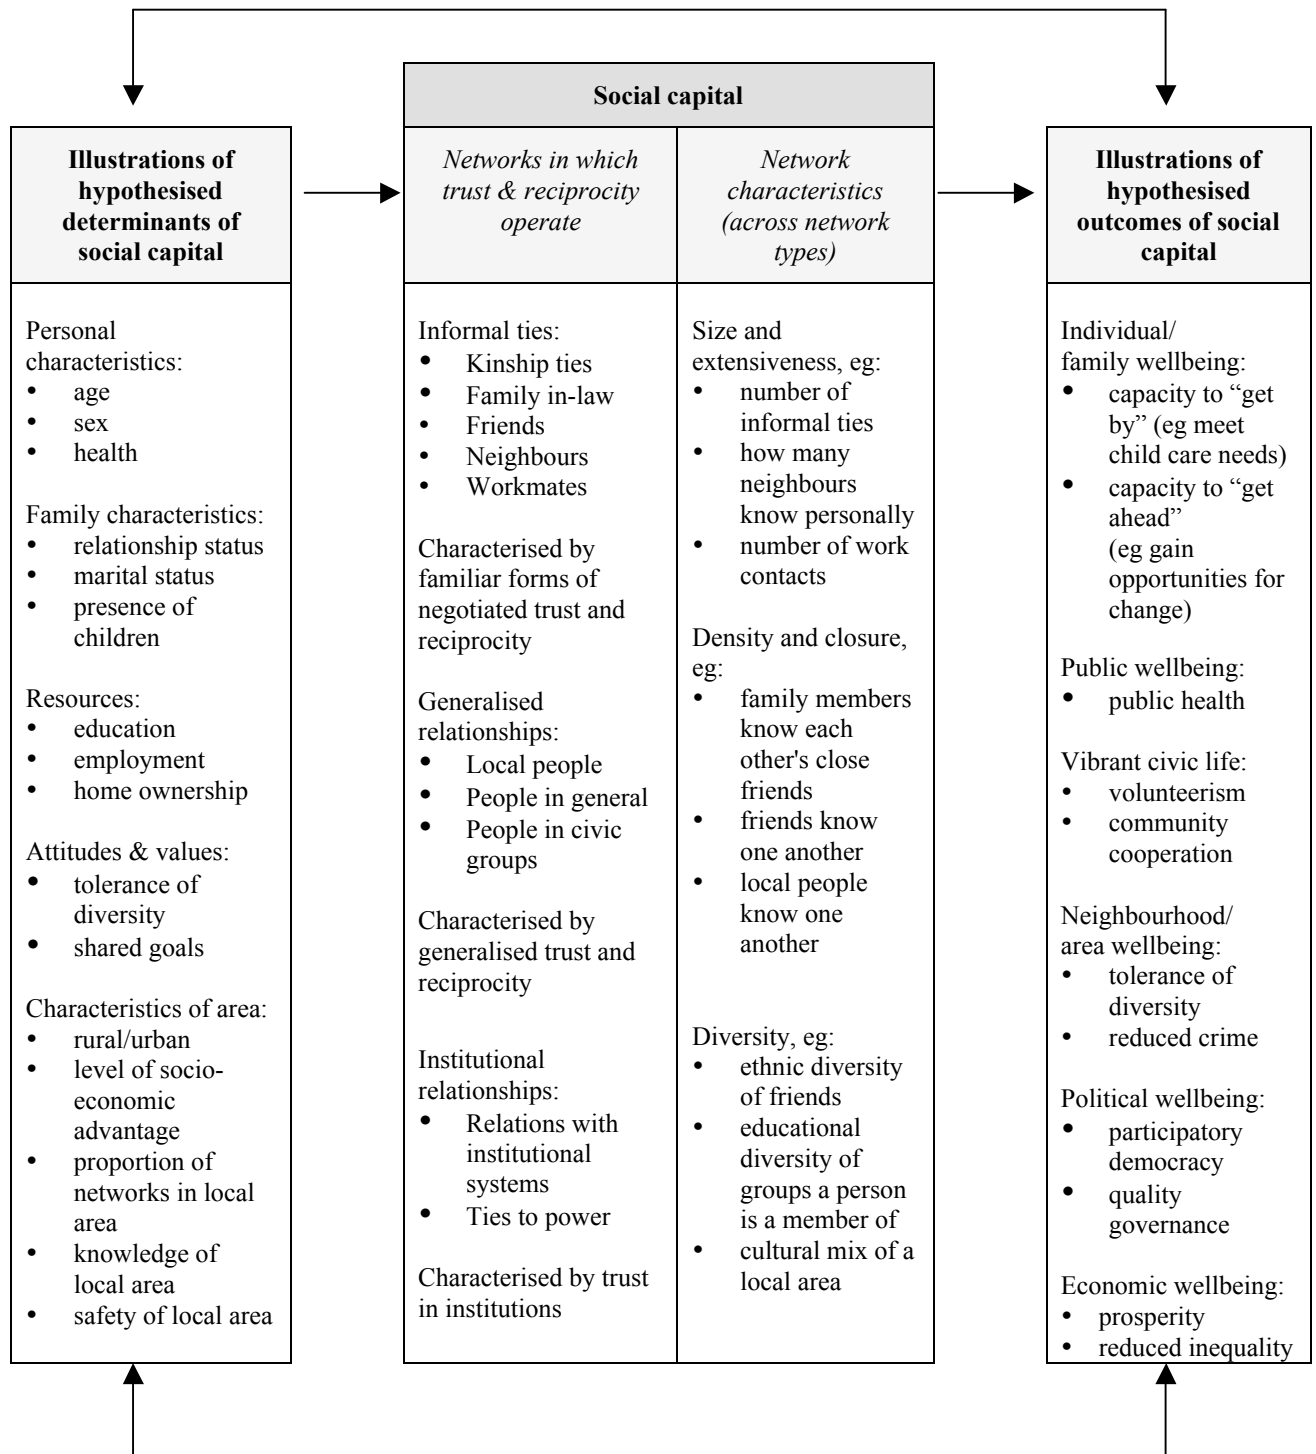 Social capital
Illustrations of
hypothesised
determinants of
social capital
Networks in which
trust & reciprocity
operate
Network
characteristics
(across network
types)
Illustrations of
hypothesised
outcomes of social
capital
Personal
characteristics:
• age
• sex
• health
Family characteristics:
• relationship status
• marital status
• presence of
children
Resources:
• education
• employment
• home ownership
Attitudes & values:
• tolerance of
diversity
• shared goals
Characteristics of area:
• rural/urban
• level of socio-
economic
advantage
• proportion of
networks in local
area
• knowledge of
local area
• safety of local area
Informal ties:
• Kinship ties
• Family in-law
• Friends
• Neighbours
• Workmates
Characterised by
familiar forms of
negotiated trust and
reciprocity
Generalised
relationships:
• Local people
• People in general
• People in civic
groups
Characterised by
generalised trust and
reciprocity
Institutional
relationships:
• Relations with
institutional
systems
• Ties to power
Characterised by trust
in institutions
Size and
extensiveness, eg:
• number of
informal ties
• how many
neighbours
know personally
• number of work
contacts
Density and closure,
eg:
• family members
know each
other's close
friends
• friends know
one another
• local people
know one
another
Diversity, eg:
• ethnic diversity
of friends
• educational
diversity of
groups a person
is a member of
• cultural mix of a
local area
Individual/
family wellbeing:
• capacity to “get
by” (eg meet
child care needs)
• capacity to “get
ahead”
(eg gain
opportunities for
change)
Public wellbeing:
• public health
Vibrant civic life:
• volunteerism
• community
cooperation
Neighbourhood/
area wellbeing:
• tolerance of
diversity
• reduced crime
Political wellbeing:
• participatory
democracy
• quality
governance
Economic wellbeing:
• prosperity
• reduced inequality